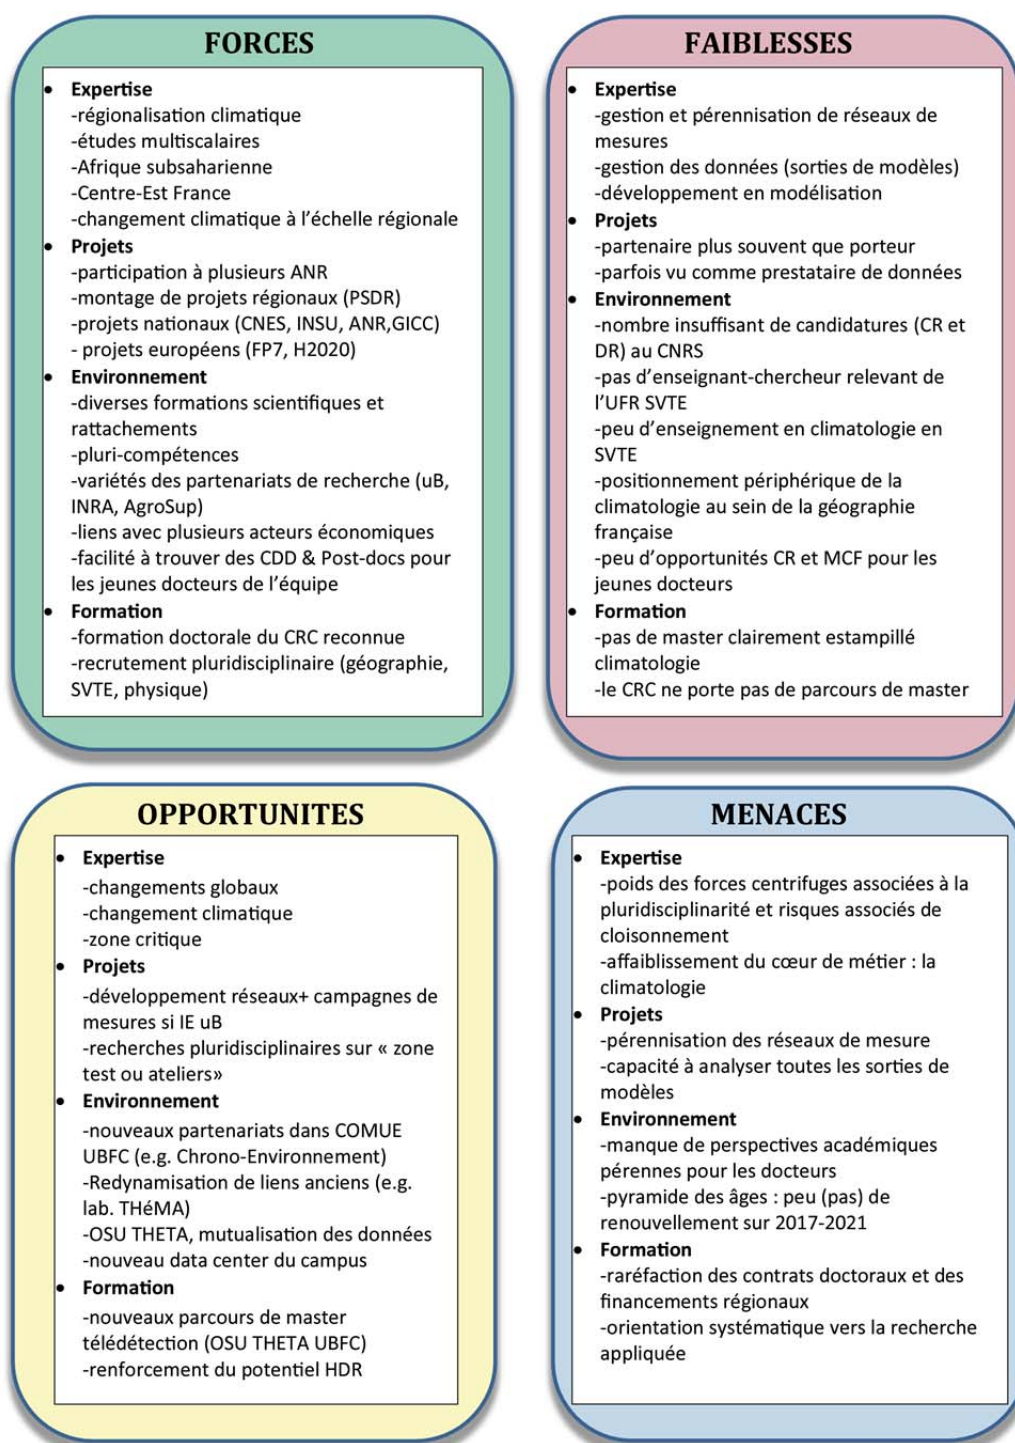 FORCES
• Expertise
-régionalisation climatique
-études multiscalaires
-Afrique subsaharienne
-Centre-Est France
-changement climatique à l’échelle régionale
• Projets
-participation à plusieurs ANR
-montage de projets régionaux (PSDR)
-projets nationaux (CNES, INSU, ANR,GICC)
- projets européens (FP7, H2020)
• Environnement
-diverses formations scientifiques et
rattachements
-pluri-compétences
-variétés des partenariats de recherche (uB,
INRA, AgroSup)
-liens avec plusieurs acteurs économiques
-facilité à trouver des CDD & Post-docs pour
les jeunes docteurs de l’équipe
• Formation
-formation doctorale du CRC reconnue
-recrutement pluridisciplinaire (géographie,
SVTE, physique)
FAIBLESSES
• Expertise
-gestion et pérennisation de réseaux de
mesures
-gestion des données (sorties de modèles)
-développement en modélisation
• Projets
-partenaire plus souvent que porteur
-parfois vu comme prestataire de données
• Environnement
-nombre insuffisant de candidatures (CR et
DR) au CNRS
-pas d’enseignant-chercheur relevant de
l’UFR SVTE
-peu d’enseignement en climatologie en
SVTE
-positionnement périphérique de la
climatologie au sein de la géographie
française
-peu d’opportunités CR et MCF pour les
jeunes docteurs
• Formation
-pas de master clairement estampillé
climatologie
-le CRC ne porte pas de parcours de master
OPPORTUNITES
• Expertise
-changements globaux
-changement climatique
-zone critique
• Projets
-développement réseaux+ campagnes de
mesures si IE uB
-recherches pluridisciplinaires sur « zone
test ou ateliers»
• Environnement
-nouveaux partenariats dans COMUE
UBFC (e.g. Chrono-Environnement)
-Redynamisation de liens anciens (e.g.
lab. THéMA)
-OSU THETA, mutualisation des données
-nouveau data center du campus
• Formation
-nouveaux parcours de master
télédétection (OSU THETA UBFC)
-renforcement du potentiel HDR
MENACES
• Expertise
-poids des forces centrifuges associées à la
pluridisciplinarité et risques associés de
cloisonnement
-affaiblissement du cœur de métier : la
climatologie
• Projets
-pérennisation des réseaux de mesure
-capacité à analyser toutes les sorties de
modèles
• Environnement
-manque de perspectives académiques
pérennes pour les docteurs
-pyramide des âges : peu (pas) de
renouvellement sur 2017-2021
• Formation
-raréfaction des contrats doctoraux et des
financements régionaux
-orientation systématique vers la recherche
appliquée